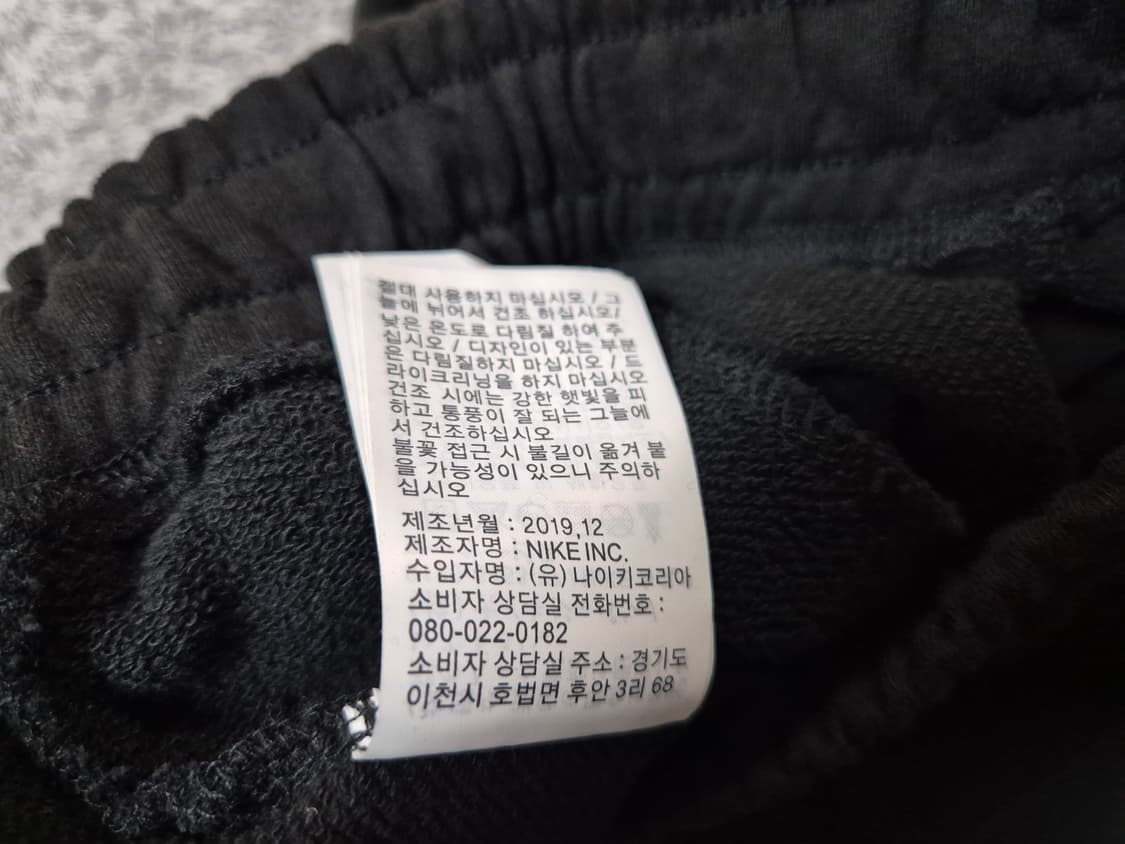 절대 사용하지 마십시오 / 그
늘에 뉘어서 건조 하십시오/
낮은 온도로 다림질 하여 주
십시오 / 디자인이 있는 부분
은 다림질하지 마십시오 / 드
라이크리닝을 하지 마십시오
건조 시에는 강한 햇빛을 피
하고 통풍이 잘 되는 그늘에
서 건조하십시오
불꽃 접근 시 불길이 옮겨 붙
을 가능성이 있으니 주의하
십시오
제조년월 : 2019,12
제조자명 : NIKE INC.
수입자명 : (유) 나이키코리아
소비자 상담실 전화번호 :
080-022-0182
소비자 상담실 주소 : 경기도
이천시 호법면 후안 3리 68